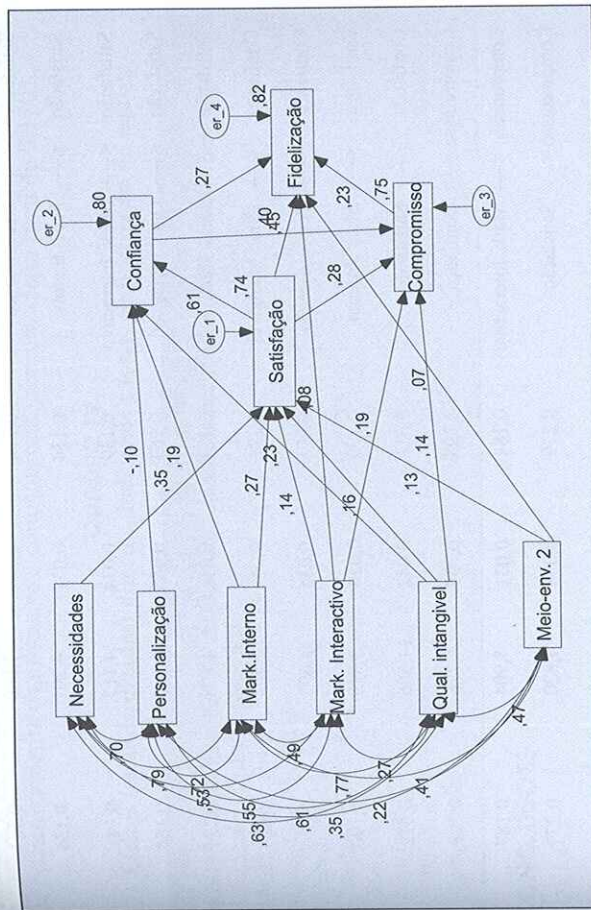 er_2
,80
Confiança
er_4
,82
Fidelização
,27
,23
,75
Compromisso
er_3
,61
,74
er_1
Satisfação
,40
,45
,28
-,10
,35
,19
,27
,23
,14
,08
,16
,19
,13
,14
,07
Necessidades
Personalização
Mark.Interno
Mark. Interactivo
Qual. intangivel
Meio-env. 2
,70
,79
,72
,53
,55
,63
,49
,61
,77
,35
,27
,22
,41
,47